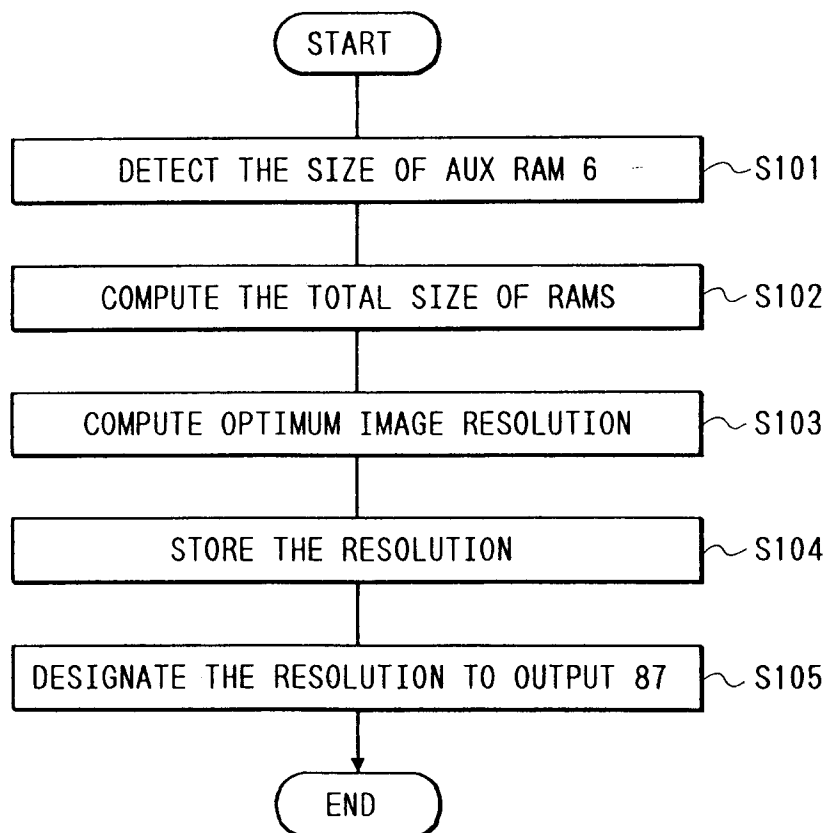 START
DETECT THE SIZE OF AUX RAM 6
S101
COMPUTE THE TOTAL SIZE OF RAMS
S102
COMPUTE OPTIMUM IMAGE RESOLUTION
S103
STORE THE RESOLUTION
S104
DESIGNATE THE RESOLUTION TO OUTPUT 87
S105
END